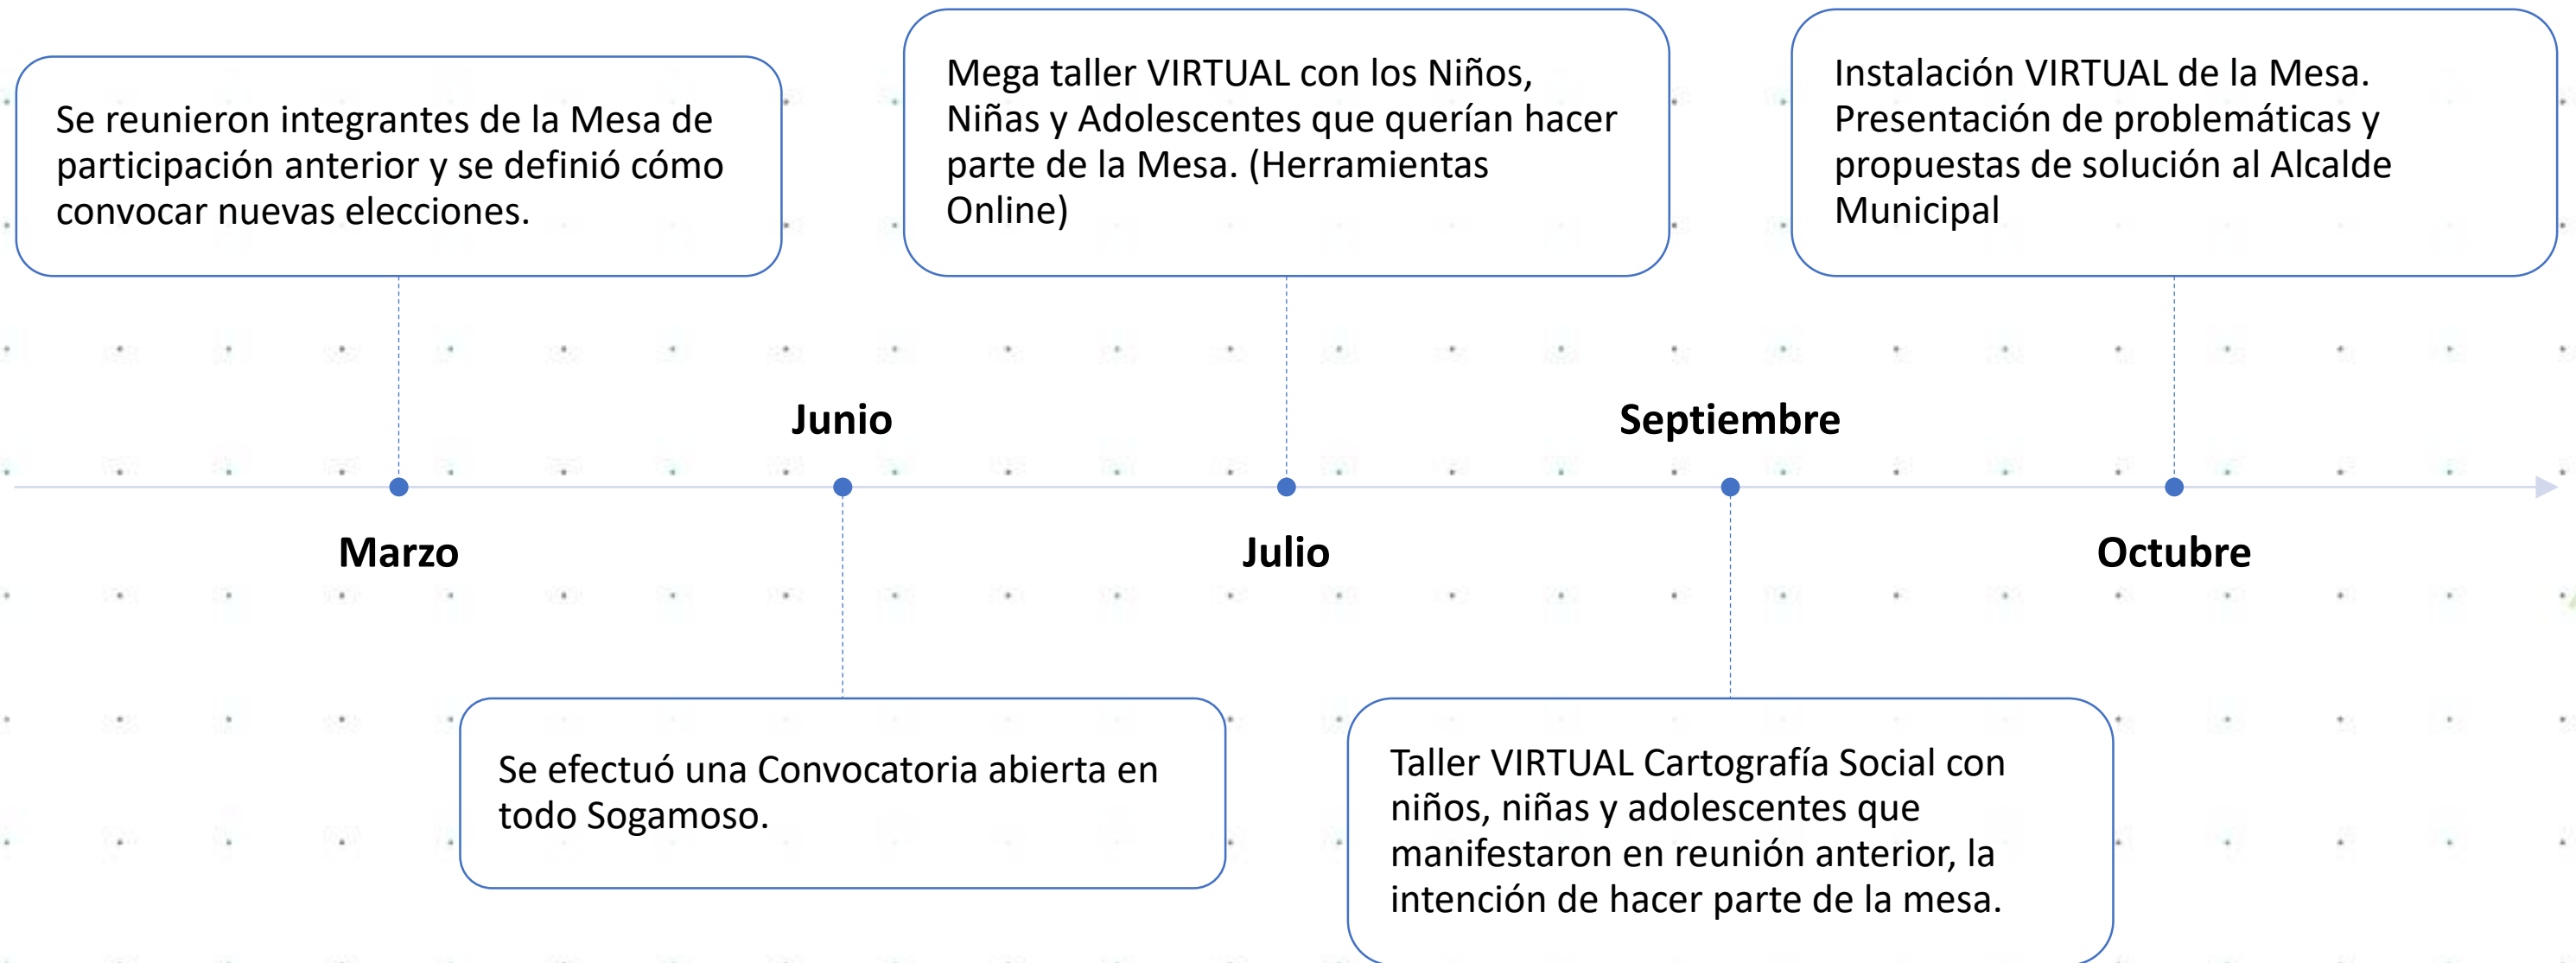 Se reunieron integrantes de la Mesa de
participación anterior y se definió cómo
convocar nuevas elecciones.
Mega taller VIRTUAL con los Niños,
Niñas y Adolescentes que querían hacer
parte de la Mesa. (Herramientas
Online)
Instalación VIRTUAL de la Mesa.
Presentación de problemáticas y
propuestas de solución al Alcalde
Municipal
Junio
Septiembre
Marzo
Julio
Octubre
Se efectuó una Convocatoria abierta en
todo Sogamoso.
Taller VIRTUAL Cartografía Social con
niños, niñas y adolescentes que
manifestaron en reunión anterior, la
intención de hacer parte de la mesa.